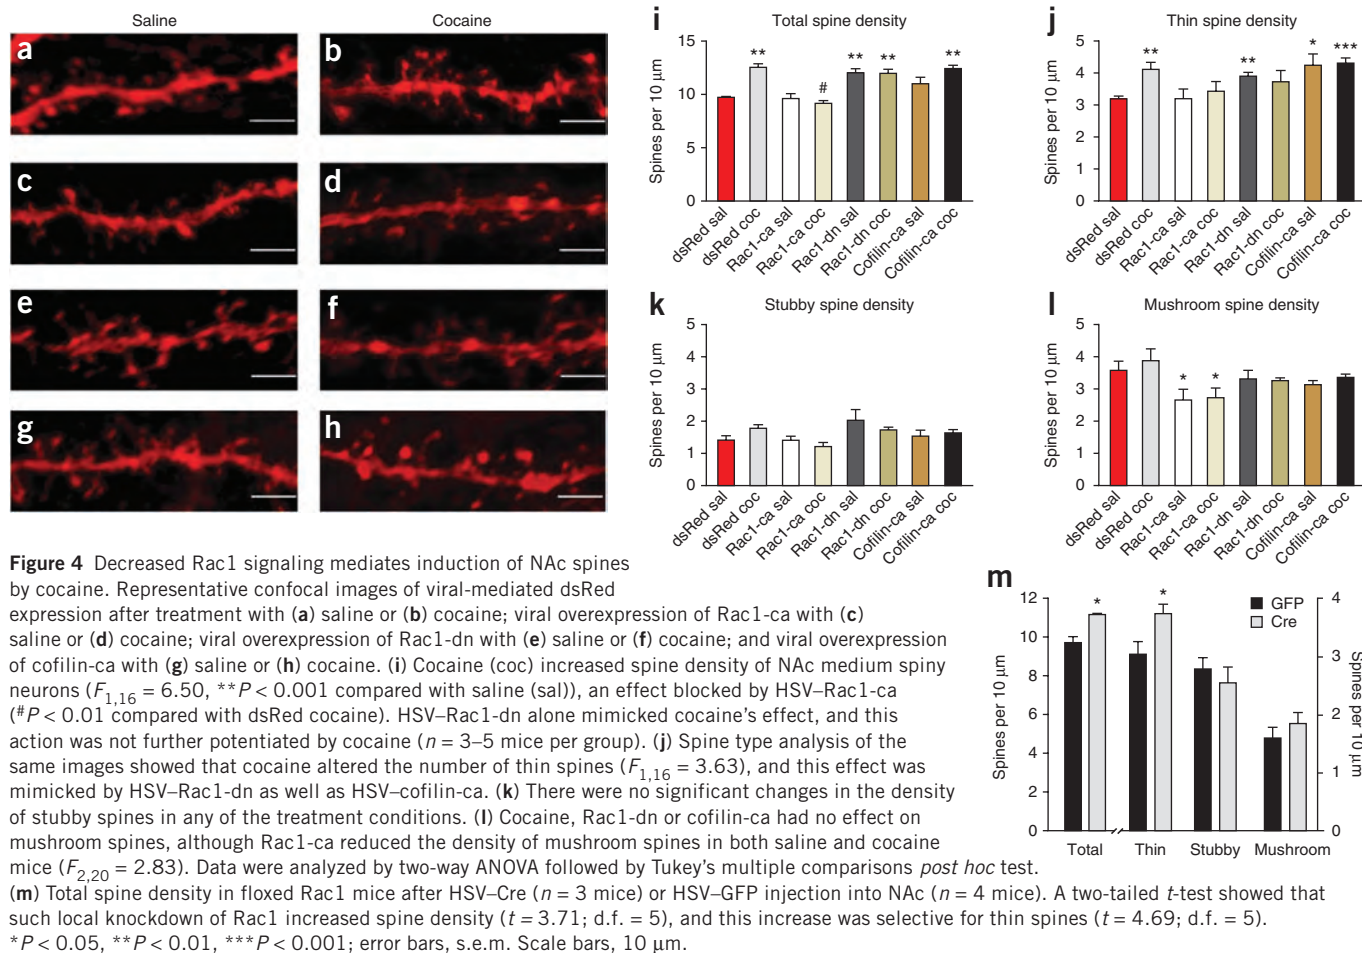 Saline
Cocaine
a
b
c
d
e
f
g
h
i
Total spine density
Spines per 10 μm
15
10
5
0
**
#
**
**
**
dsRed sal
dsRed coc
Rac1-ca sal
Rac1-ca coc
Rac1-dn sal
Rac1-dn coc
Cofilin-ca sal
Cofilin-ca coc
j
Thin spine density
Spines per 10 μm
5
4
3
2
1
0
**
**
*
***
dsRed sal
dsRed coc
Rac1-ca sal
Rac1-ca coc
Rac1-dn sal
Rac1-dn coc
Cofilin-ca sal
Cofilin-ca coc
k
Stubby spine density
Spines per 10 μm
5
4
3
2
1
0
dsRed sal
dsRed coc
Rac1-ca sal
Rac1-ca coc
Rac1-dn sal
Rac1-dn coc
Cofilin-ca sal
Cofilin-ca coc
l
Mushroom spine density
Spines per 10 μm
5
4
3
2
1
0
*
*
dsRed sal
dsRed coc
Rac1-ca sal
Rac1-ca coc
Rac1-dn sal
Rac1-dn coc
Cofilin-ca sal
Cofilin-ca coc
m
Spines per 10 μm
12
10
8
6
4
2
0
*
*
GFP
Cre
4
3
2
1
0
Spines per 10 μm
Total
Thin
Stubby
Mushroom
Figure 4 Decreased Rac1 signaling mediates induction of NAc spines
by cocaine. Representative confocal images of viral-mediated dsRed
expression after treatment with (a) saline or (b) cocaine; viral overexpression of Rac1-ca with (c)
saline or (d) cocaine; viral overexpression of Rac1-dn with (e) saline or (f) cocaine; and viral overexpression
of cofilin-ca with (g) saline or (h) cocaine. (i) Cocaine (coc) increased spine density of NAc medium spiny
neurons (F1,16 = 6.50, **P < 0.001 compared with saline (sal)), an effect blocked by HSV–Rac1-ca
(#P < 0.01 compared with dsRed cocaine). HSV–Rac1-dn alone mimicked cocaine's effect, and this
action was not further potentiated by cocaine (n = 3–5 mice per group). (j) Spine type analysis of the
same images showed that cocaine altered the number of thin spines (F1,16 = 3.63), and this effect was
mimicked by HSV–Rac1-dn as well as HSV–cofilin-ca. (k) There were no significant changes in the density
of stubby spines in any of the treatment conditions. (l) Cocaine, Rac1-dn or cofilin-ca had no effect on
mushroom spines, although Rac1-ca reduced the density of mushroom spines in both saline and cocaine
mice (F2,20 = 2.83). Data were analyzed by two-way ANOVA followed by Tukey's multiple comparisons post hoc test.
(m) Total spine density in floxed Rac1 mice after HSV–Cre (n = 3 mice) or HSV–GFP injection into NAc (n = 4 mice). A two-tailed t-test showed that
such local knockdown of Rac1 increased spine density (t = 3.71; d.f. = 5), and this increase was selective for thin spines (t = 4.69; d.f. = 5).
*P < 0.05, **P < 0.01, ***P < 0.001; error bars, s.e.m. Scale bars, 10 μm.